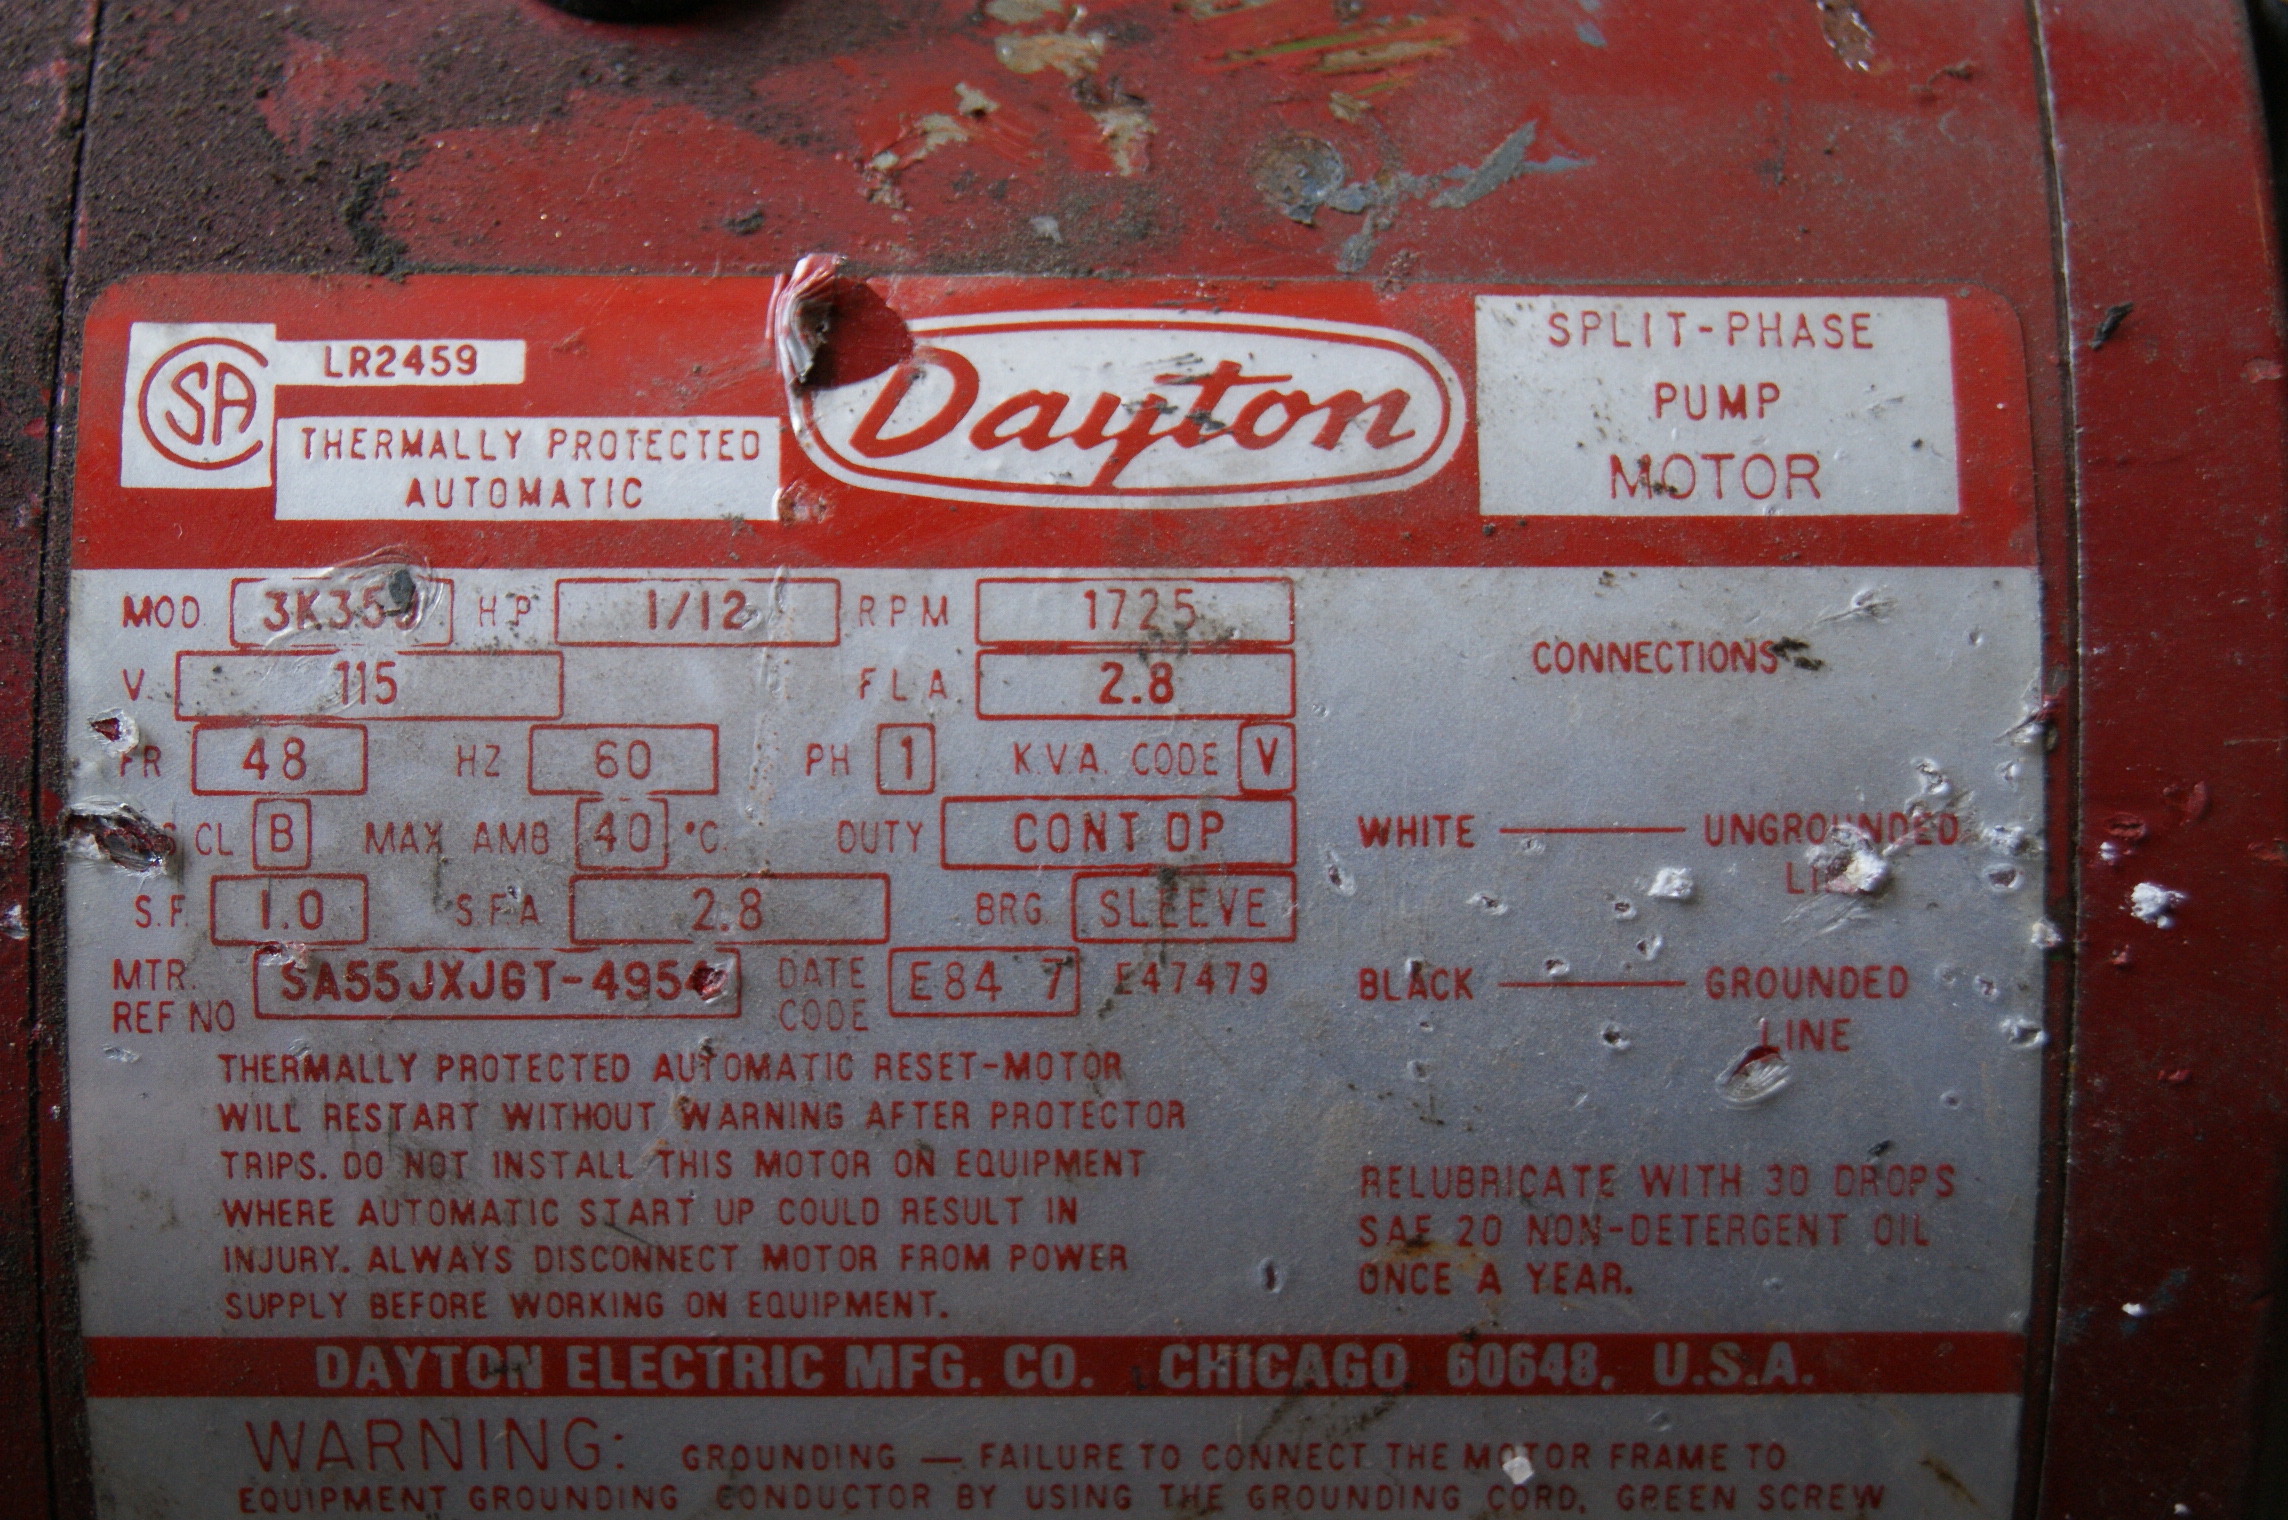 SA
LR2459
THERMALLY PROTECTED
AUTOMATIC
Dayton
SPLIT-PHASE
PUMP
MOTOR
MOD. HP 1/12 RPM 1725
V. 115 FLA 2.8
FR 48 HZ 60 PH 1 K.V.A. CODE V
CL B MAX AMB 40 °C. DUTY CONT OP
S.F. 1.0 S.F.A. 2.8 BRG. SLEEVE
MTR.
REF NO
DATE
CODE
E84 7 E47479
CONNECTIONS
WHITE — UNGROUNDED
BLACK — GROUNDED
LINE
THERMALLY PROTECTED AUTOMATIC RESET-MOTOR
WILL RESTART WITHOUT WARNING AFTER PROTECTOR
TRIPS. DO NOT INSTALL THIS MOTOR ON EQUIPMENT
WHERE AUTOMATIC START UP COULD RESULT IN
INJURY. ALWAYS DISCONNECT MOTOR FROM POWER
SUPPLY BEFORE WORKING ON EQUIPMENT.
RELUBRICATE WITH 30 DROPS
SAE 20 NON-DETERGENT OIL
ONCE A YEAR.
DAYTON ELECTRIC MFG. CO. CHICAGO 60648, U.S.A.
WARNING: GROUNDING — FAILURE TO CONNECT THE MOTOR FRAME TO
EQUIPMENT GROUNDING CONDUCTOR BY USING THE GROUNDING CORD, GREEN SCREW